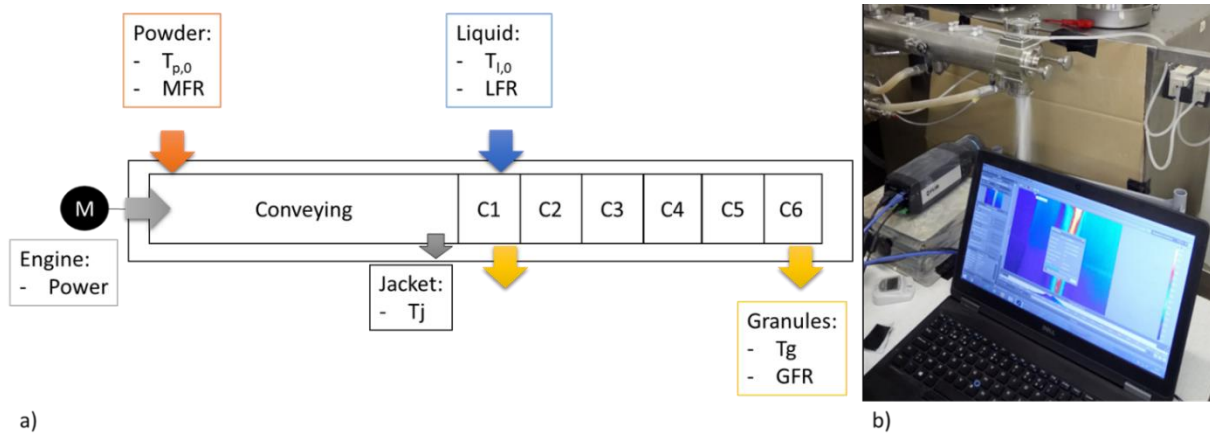 Powder:
- Tp,0
- MFR
Liquid:
- Tl,0
- LFR
M
Conveying
C1
C2
C3
C4
C5
C6
Engine:
- Power
Jacket:
- Tj
Granules:
- Tg
- GFR
a)
b)
DELL